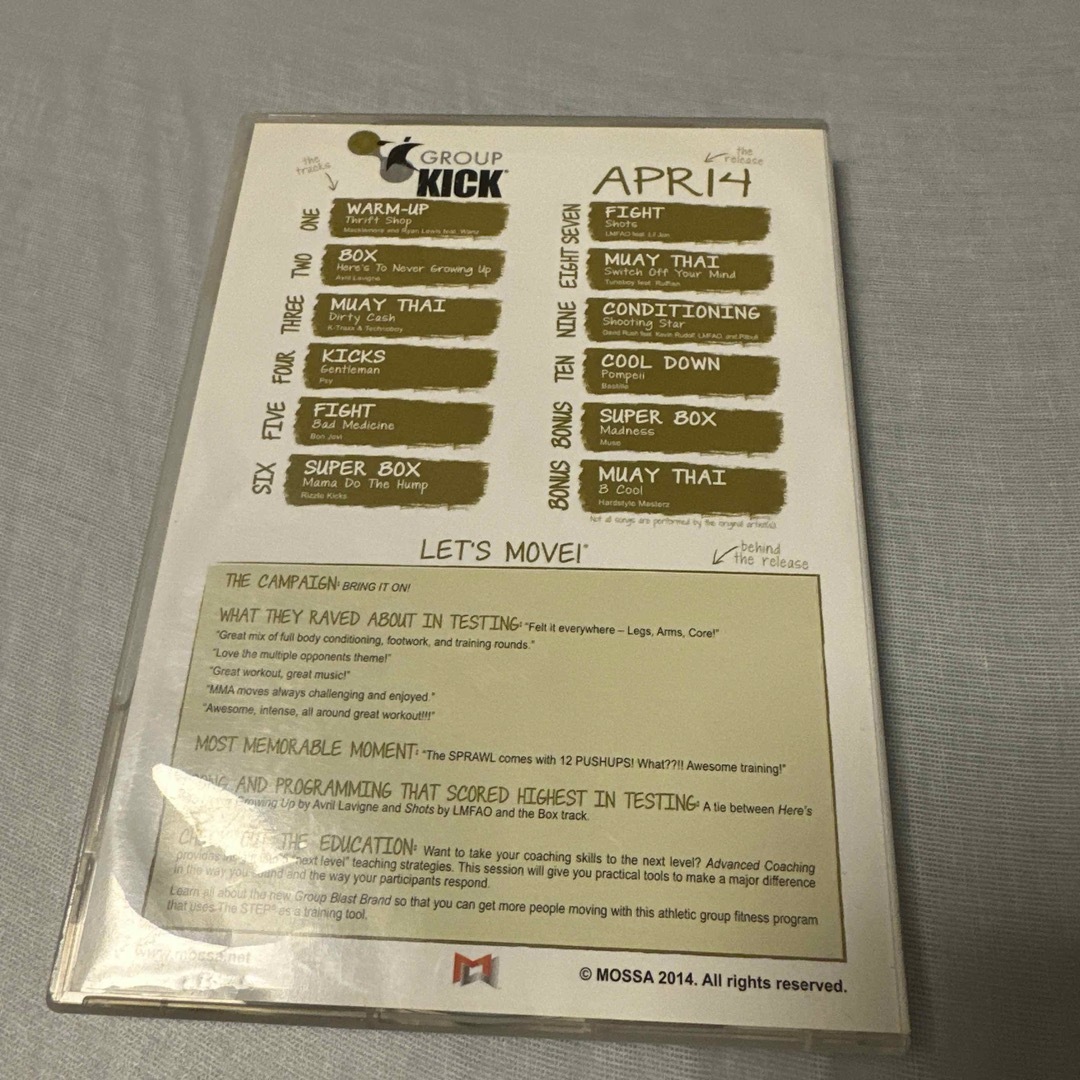 the tracks
GROUP
KICK®
the release
APR14
ONE
WARM-UP
Thrift Shop
Macklemore and Ryan Lewis feat. Wanz
TWO
BOX
Here's To Never Growing Up
Avril Lavigne
THREE
MUAY THAI
Dirty Cash
K-Traxx & Technoboy
FOUR
KICKS
Gentleman
Psy
FIVE
FIGHT
Bad Medicine
Bon Jovi
SIX
SUPER BOX
Mama Do The Hump
Rizzle Kicks
SEVEN
FIGHT
Shots
LMFAO feat. Lil Jon
EIGHT
MUAY THAI
Switch Off Your Mind
Tuneboy feat.
NINE
CONDITIONING
Shooting Star
David Rush feat. Kevin Rudolf, LMFAO, and Pitbull
TEN
COOL DOWN
Pompeii
Bastille
BONUS
SUPER BOX
Madness
Muse
BONUS
MUAY THAI
B Cool
Hardstyle Masterz
Not all songs are performed by the original artist(s).
LET'S MOVE!®
behind the release
THE CAMPAIGN: BRING IT ON!
WHAT THEY RAVED ABOUT IN TESTING: "Felt it everywhere – Legs, Arms, Core!"
"Great mix of full body conditioning, footwork, and training rounds."
"Love the multiple opponents theme!"
"Great workout, great music!"
"MMA moves always challenging and enjoyed."
"Awesome, intense, all around great workout!!!"
MOST MEMORABLE MOMENT: "The SPRAWL comes with 12 PUSHUPS! What??!! Awesome training!"
AND PROGRAMMING THAT SCORED HIGHEST IN TESTING: A tie between Here's
Growing Up by Avril Lavigne and Shots by LMFAO and the Box track.
THE EDUCATION: Want to take your coaching skills to the next level? Advanced Coaching
provides "next level" teaching strategies. This session will give you practical tools to make a major difference
in the way you sound and the way your participants respond.
Learn all about the new Group Blast Brand so that you can get more people moving with this athletic group fitness program
that uses The STEP® as a training tool.
www.mossa.net
© MOSSA 2014. All rights reserved.